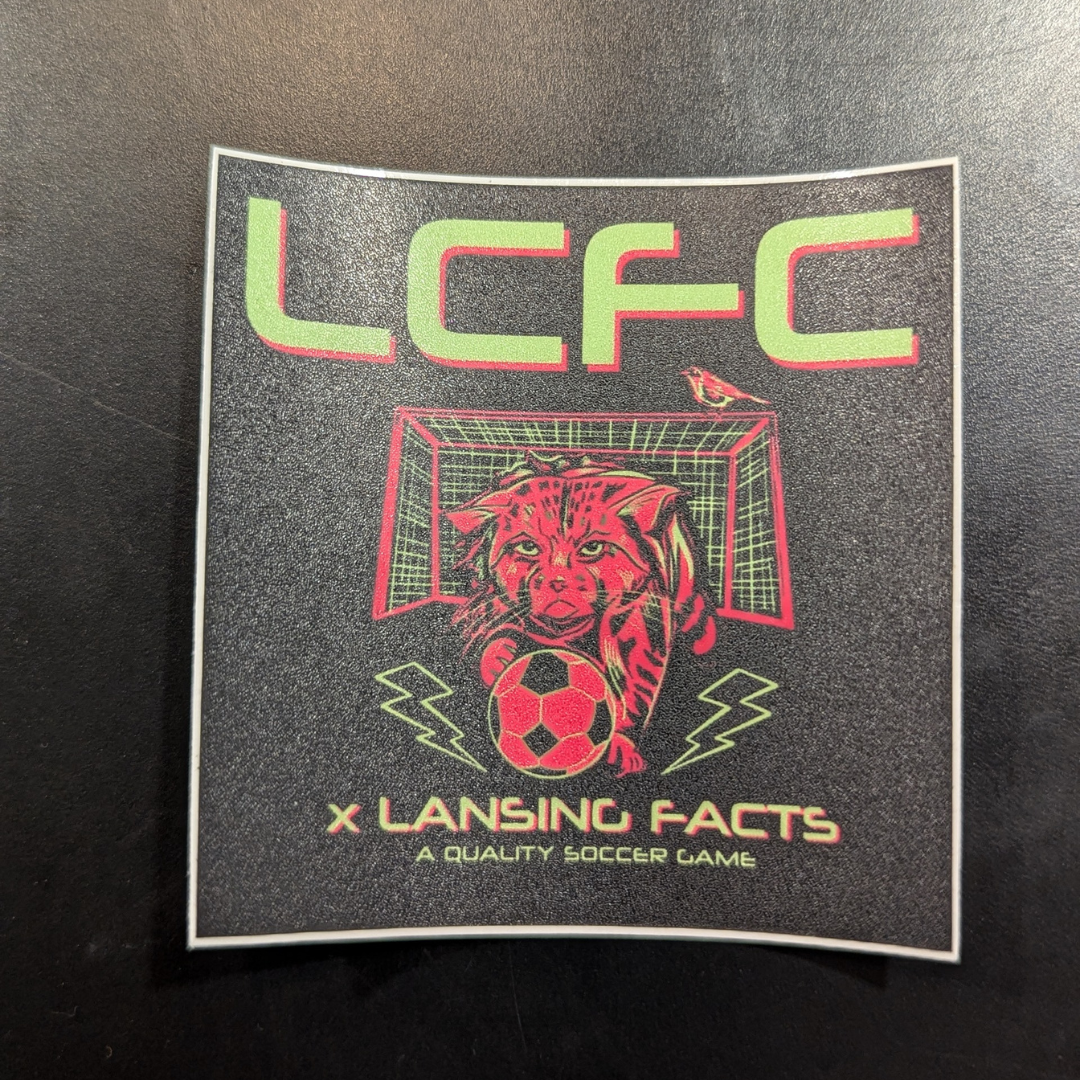 LCFC
X LANSING FACTS
A QUALITY SOCCER GAME